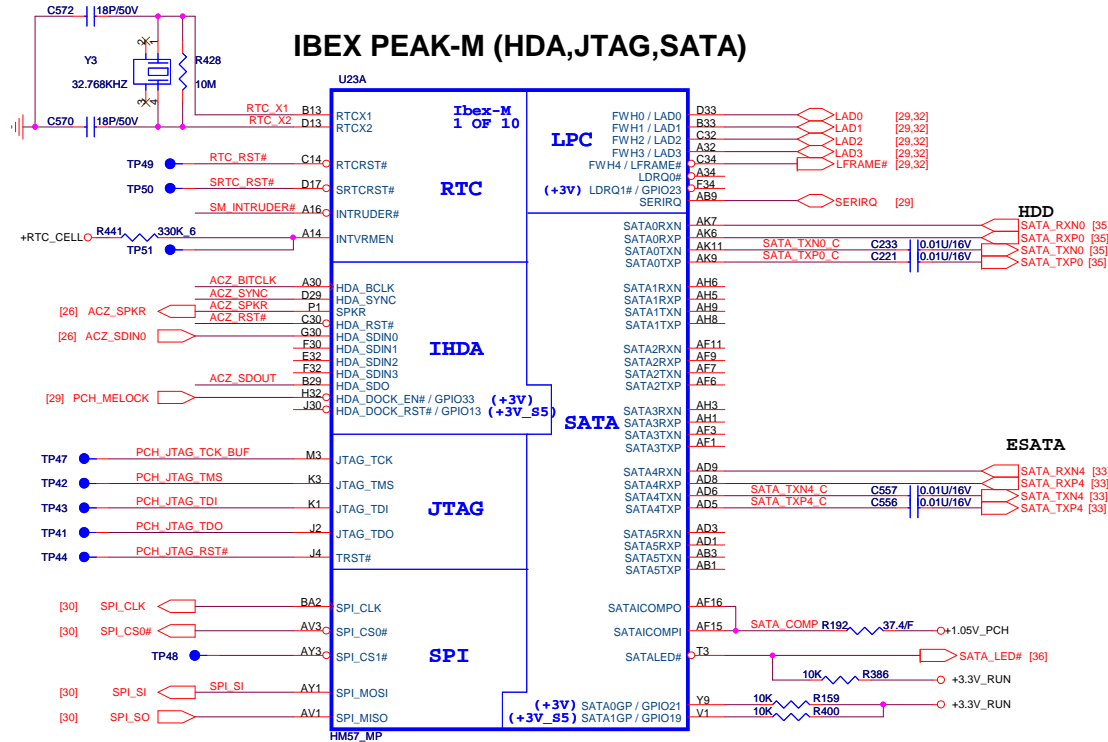 C572 18P/50V
IBEX PEAK-M (HDA,JTAG,SATA)
Y3
32.768KHZ
2
1
3
4
R428
10M
C570 18P/50V
U23A
Ibex-M
1 OF 10
RTC_X1 B13 RTCX1
RTC_X2 D13 RTCX2
TP49 RTC_RST# C14 RTCRST#
TP50 SRTC_RST# D17 SRTCRST#
SM_INTRUDER# A16 INTRUDER#
+RTC_CELL R441 330K_6 A14 INTVRMEN
TP51
RTC
ACZ_BITCLK A30 HDA_BCLK
ACZ_SYNC D29 HDA_SYNC
[26] ACZ_SPKR ACZ_SPKR P1 SPKR
ACZ_RST# C30 HDA_RST#
[26] ACZ_SDIN0 G30 HDA_SDIN0
F30 HDA_SDIN1
E32 HDA_SDIN2
F32 HDA_SDIN3
ACZ_SDOUT B29 HDA_SDO
[29] PCH_MELOCK H32 HDA_DOCK_EN# / GPIO33 (+3V)
J30 HDA_DOCK_RST# / GPIO13 (+3V_S5)
IHDA
TP47 PCH_JTAG_TCK_BUF M3 JTAG_TCK
TP42 PCH_JTAG_TMS K3 JTAG_TMS
TP43 PCH_JTAG_TDI K1 JTAG_TDI
TP41 PCH_JTAG_TDO J2 JTAG_TDO
TP44 PCH_JTAG_RST# J4 TRST#
JTAG
[30] SPI_CLK BA2 SPI_CLK
[30] SPI_CS0# AV3 SPI_CS0#
TP48 AY3 SPI_CS1#
[30] SPI_SI SPI_SI AY1 SPI_MOSI
[30] SPI_SO AV1 SPI_MISO
SPI
HM57_MP
LPC
FWH0 / LAD0 D33 LAD0 [29,32]
FWH1 / LAD1 B33 LAD1 [29,32]
FWH2 / LAD2 C32 LAD2 [29,32]
FWH3 / LAD3 A32 LAD3 [29,32]
FWH4 / LFRAME# C34 LFRAME# [29,32]
LDRQ0# A34
(+3V) LDRQ1# / GPIO23 F34
SERIRQ AB9 SERIRQ [29]
HDD
SATA0RXN AK7 SATA_RXN0 [35
SATA0RXP AK6 SATA_RXP0 [35]
SATA0TXN AK11 SATA_TXN0_C C233 0.01U/16V SATA_TXN0 [35]
SATA0TXP AK9 SATA_TXP0_C C221 0.01U/16V SATA_TXP0 [35]
SATA1RXN AH6
SATA1RXP AH5
SATA1TXN AH9
SATA1TXP AH8
SATA2RXN AF11
SATA2RXP AF9
SATA2TXN AF7
SATA2TXP AF6
SATA
SATA3RXN AH3
SATA3RXP AH1
SATA3TXN AF3
SATA3TXP AF1
ESATA
SATA4RXN AD9 SATA_RXN4 [33
SATA4RXP AD8 SATA_RXP4 [33]
SATA4TXN AD6 SATA_TXN4_C C557 0.01U/16V SATA_TXN4 [33]
SATA4TXP AD5 SATA_TXP4_C C556 0.01U/16V SATA_TXP4 [33]
SATA5RXN AD3
SATA5RXP AD1
SATA5TXN AB3
SATA5TXP AB1
SATAICOMPO AF16
SATAICOMPI AF15 SATA_COMP R192 37.4/F +1.05V_PCH
SATALED# T3 SATA_LED# [36]
10K R386 +3.3V_RUN
(+3V) SATA0GP / GPIO21 Y9 10K R159 +3.3V_RUN
(+3V_S5) SATA1GP / GPIO19 V1 10K R400